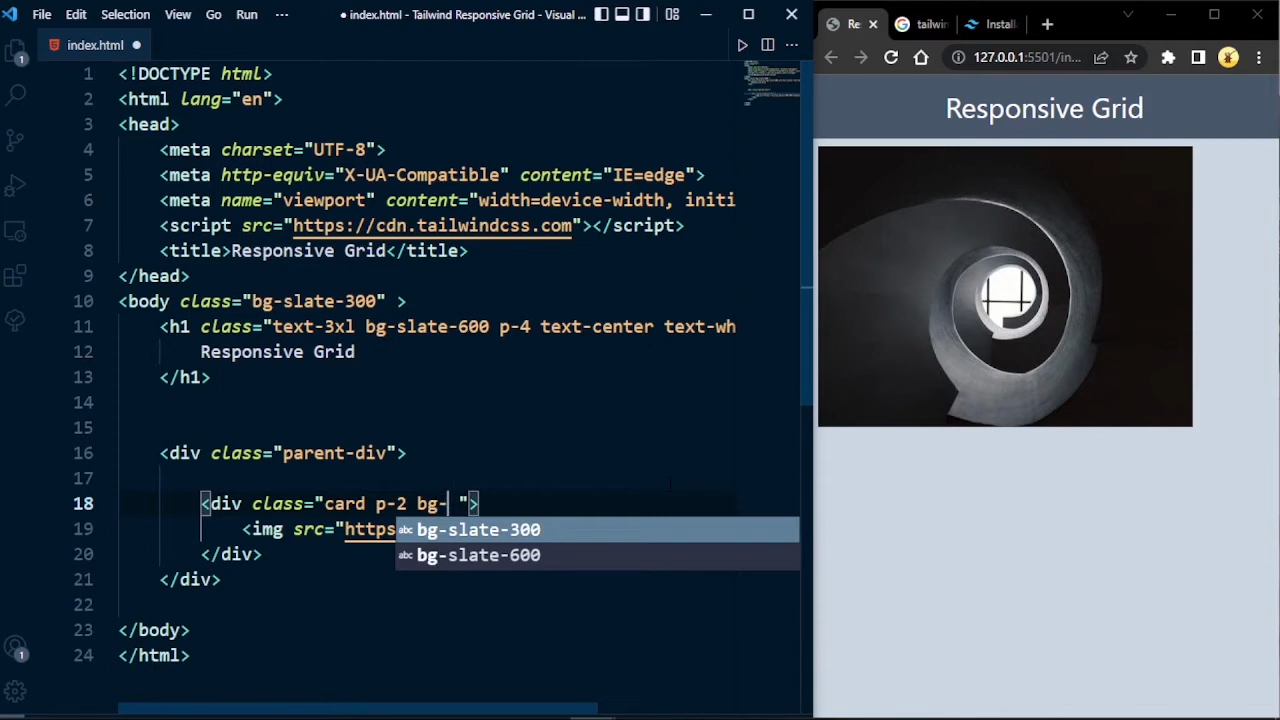 File Edit Selection View Go Run ··· ● index.html - Tailwind Responsive Grid - Visual ...
index.html ●
1 <!DOCTYPE html>
2 <html lang="en">
3 <head>
4 <meta charset="UTF-8">
5 <meta http-equiv="X-UA-Compatible" content="IE=edge">
6 <meta name="viewport" content="width=device-width, initi
7 <script src="https://cdn.tailwindcss.com"></script>
8 <title>Responsive Grid</title>
9 </head>
10 <body class="bg-slate-300" >
11 <h1 class="text-3xl bg-slate-600 p-4 text-center text-wh
12 Responsive Grid
13 </h1>
14
15
16 <div class="parent-div">
17
18 <div class="card p-2 bg- ">
19 <img src="https
abc bg-slate-300
20 </div>
abc bg-slate-600
21 </div>
22
23 </body>
24 </html>
1
1
Re
tailwin
Install
127.0.0.1:5501/in...
Responsive Grid